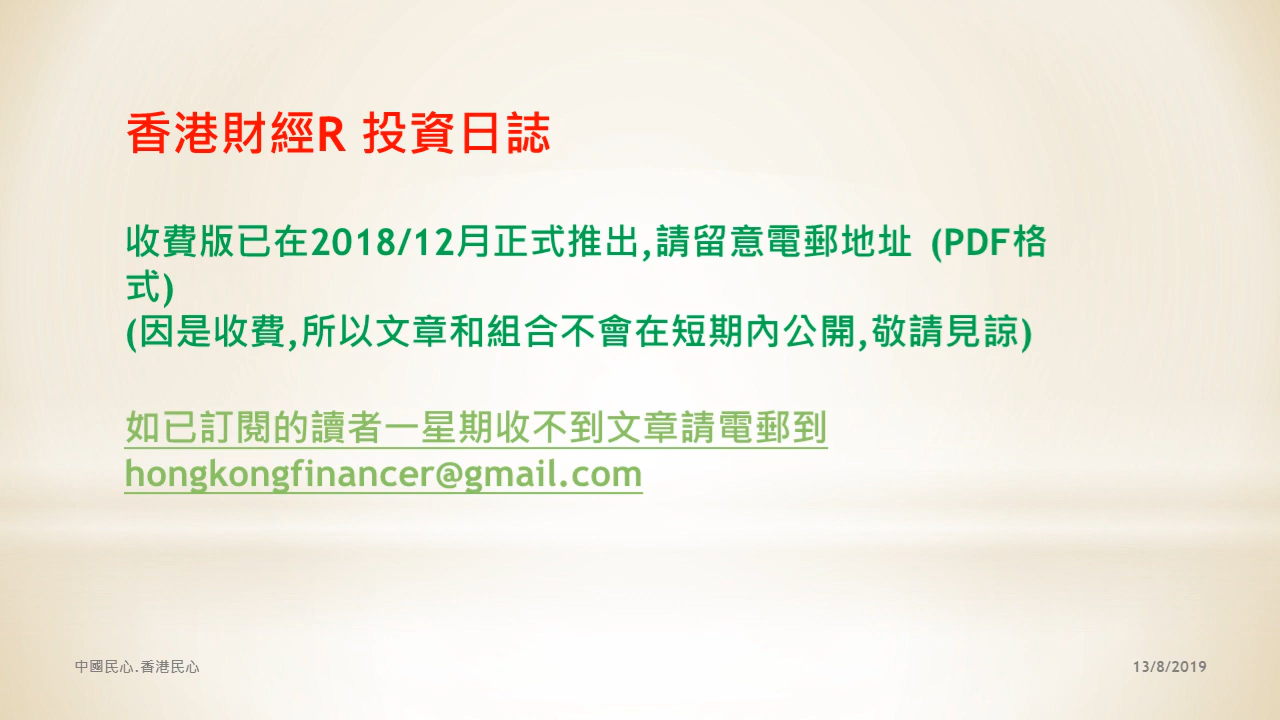 香港財經R 投資日誌
收費版已在2018/12月正式推出,請留意電郵地址 (PDF格
式)
(因是收費,所以文章和組合不會在短期內公開,敬請見諒)
如已訂閱的讀者一星期收不到文章請電郵到
hongkongfinancer@gmail.com
中國民心.香港民心
13/8/2019